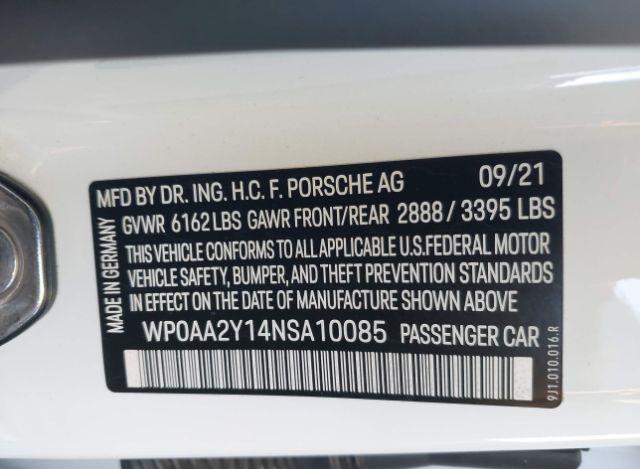 MADE IN GERMANY
MFD BY DR. ING. H.C. F. PORSCHE AG 09/21
GVWR 6162LBS GAWR FRONT/REAR 2888 / 3395 LBS
THIS VEHICLE CONFORMS TO ALL APPLICABLE U.S.FEDERAL MOTOR
VEHICLE SAFETY, BUMPER, AND THEFT PREVENTION STANDARDS
IN EFFECT ON THE DATE OF MANUFACTURE SHOWN ABOVE
WP0AA2Y14NSA10085 PASSENGER CAR
9J1.010.016.R